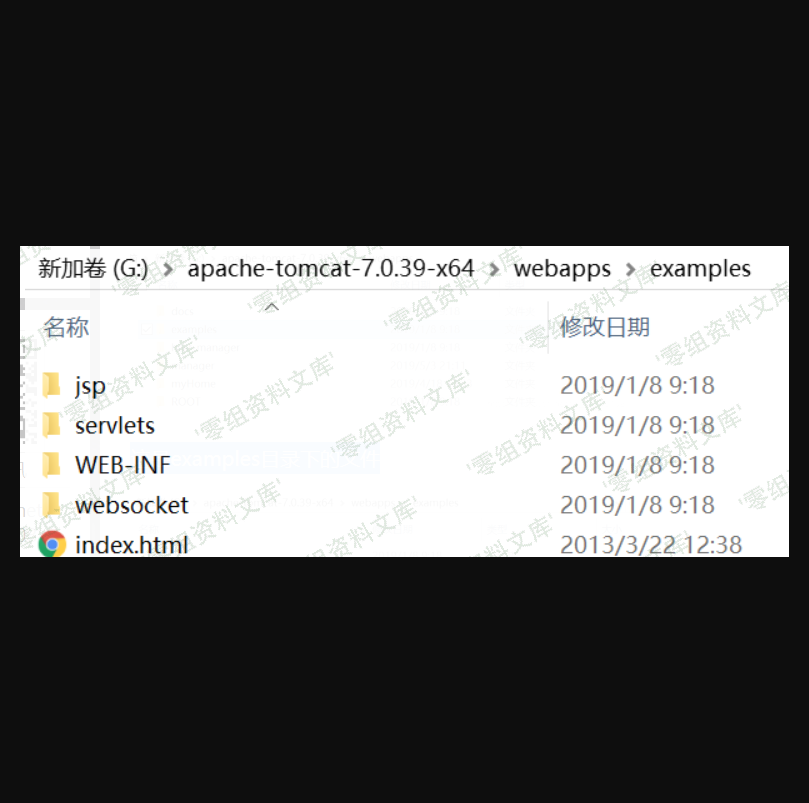 新加卷 (G:) > apache-tomcat-7.0.39-x64 > webapps > examples
名称 修改日期
jsp 2019/1/8 9:18
servlets 2019/1/8 9:18
WEB-INF 2019/1/8 9:18
websocket 2019/1/8 9:18
index.html 2013/3/22 12:38
'零组资料文库'